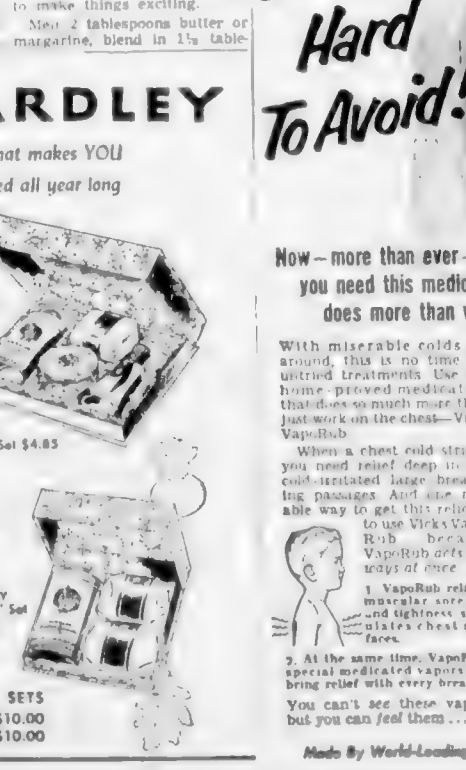 to make things exciting.
Melt 2 tablespoons butter or
margarine, blend in 1½ table-
ARDLEY
hat makes YOU
ed all year long
Set $4.85
Set
SETS
$10.00
$10.00
Hard
To Avoid!
Now—more than ever—
you need this medic
does more than
With miserable colds
around, this is no time
untried treatments. Use
home-proved medicat
that does so much more th
just work on the chest—Vi
VapoRub
When a chest cold stri
you need relief deep in
cold-irritated large brea
ing passages. And one
able way to get this relie
to use Vicks Va
Rub beca
VapoRub acts
ways at once
1. VapoRub reli
muscular sore
and tightness
ulates chest
faces.
2. At the same time, VapoR
special medicated vapors
bring relief with every brea
You can't see these vap
but you can feel them . . .
Made By World-Leadin